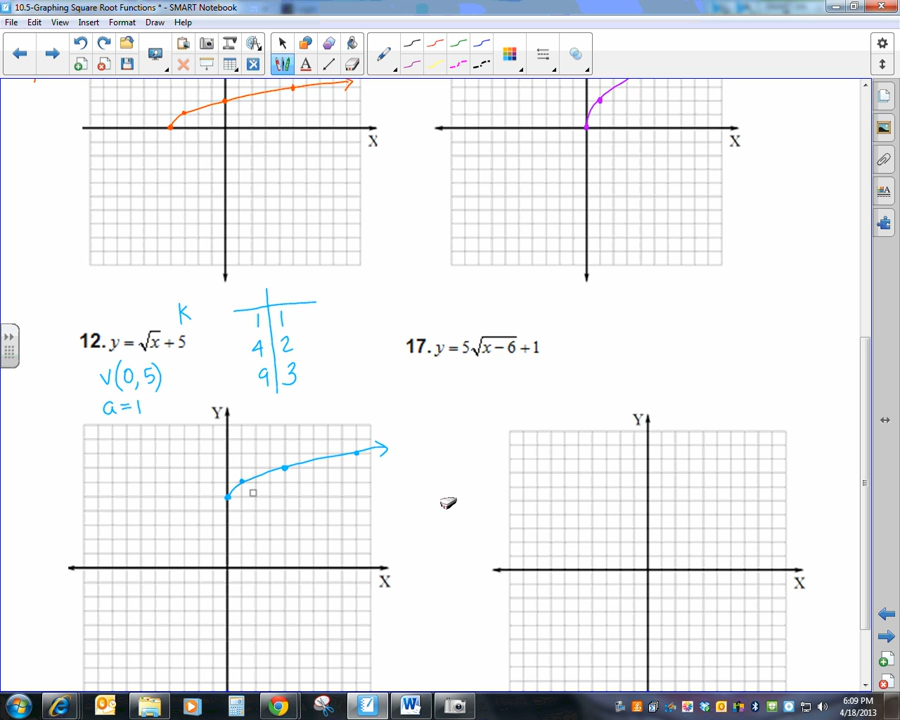 10.5-Graphing Square Root Functions * - SMART Notebook
File Edit View Insert Format Draw Help
X
X
K
1 1
12. y = √x + 5
4 2
17. y = 5√x − 6 + 1
v(0, 5)
9 3
a = 1
Y
Y
X
X
6:09 PM
4/18/2013